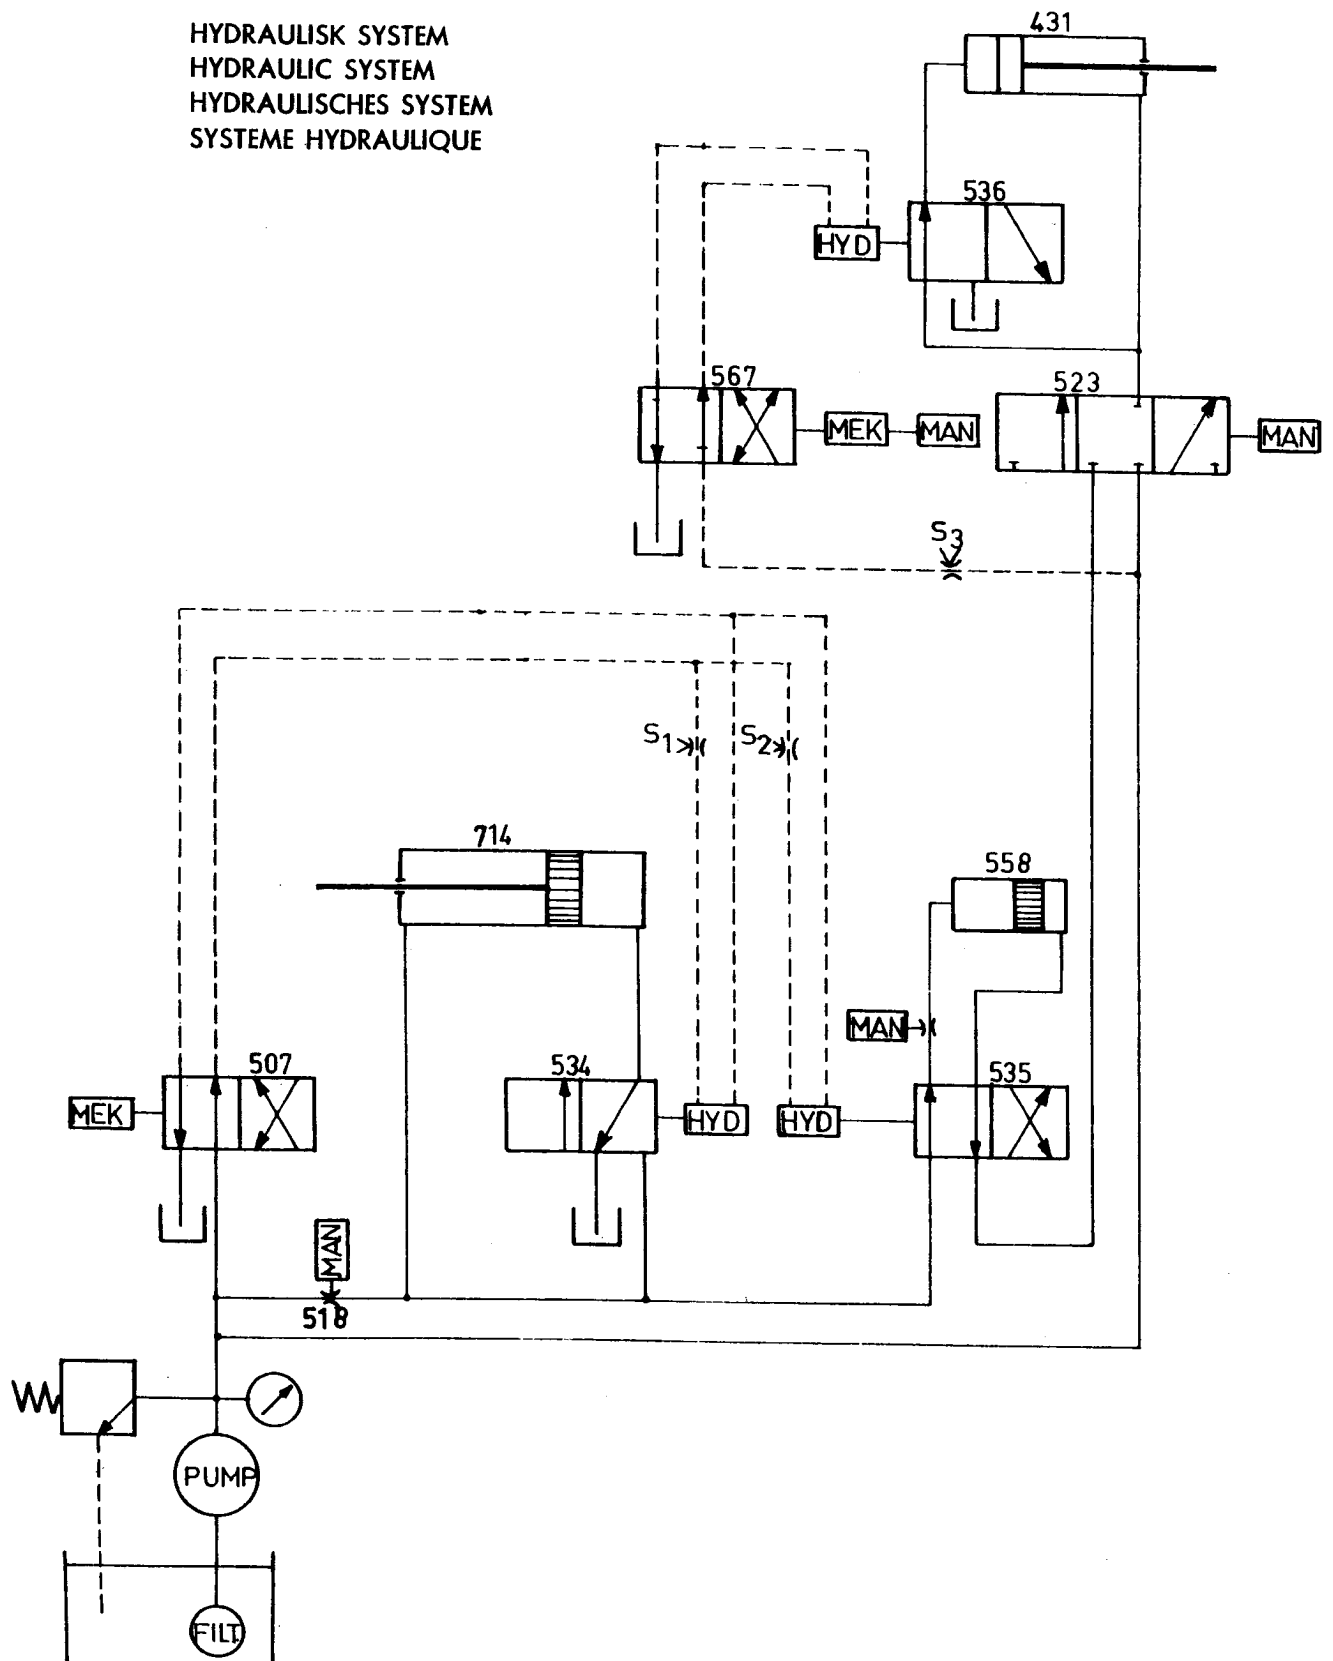 HYDRAULISK SYSTEM
HYDRAULIC SYSTEM
HYDRAULISCHES SYSTEM
SYSTEME HYDRAULIQUE
431
536
HYD
567
523
MEK
MAN
MAN
S3
S1
S2
714
558
MAN
507
534
535
MEK
HYD
HYD
MAN
518
PUMP
FILT